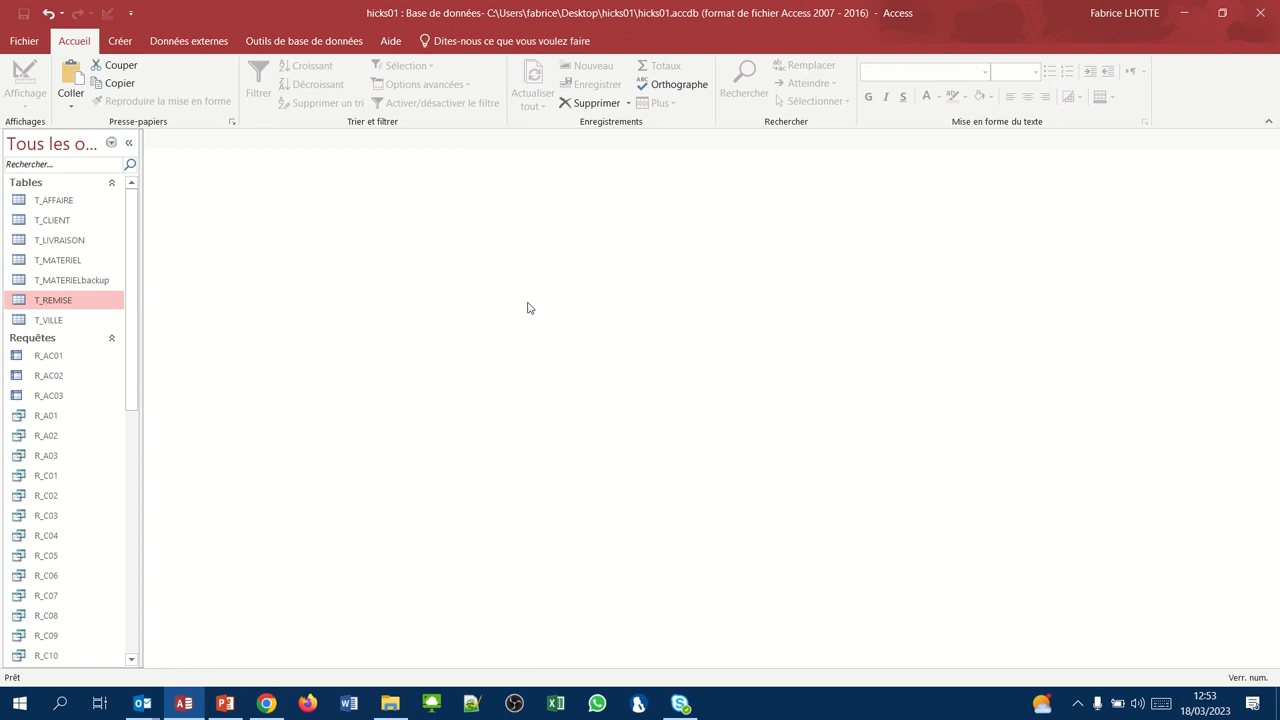 hicks01 : Base de données- C:\Users\fabrice\Desktop\hicks01\hicks01.accdb (format de fichier Access 2007 - 2016) - Access
Fabrice LHOTTE
Fichier
Accueil
Créer
Données externes
Outils de base de données
Aide
Dites-nous ce que vous voulez faire
Affichage
Affichages
Coller
Couper
Copier
Reproduire la mise en forme
Presse-papiers
Filtrer
Croissant
Décroissant
Supprimer un tri
Sélection
Options avancées
Activer/désactiver le filtre
Trier et filtrer
Actualiser
tout
Nouveau
Enregistrer
Supprimer
Totaux
Orthographe
Plus
Enregistrements
Rechercher
Remplacer
Atteindre
Sélectionner
Rechercher
G I S A
Mise en forme du texte
Tous les o...
Rechercher...
Tables
T_AFFAIRE
T_CLIENT
T_LIVRAISON
T_MATERIEL
T_MATERIELbackup
T_REMISE
T_VILLE
Requêtes
R_AC01
R_AC02
R_AC03
R_A01
R_A02
R_A03
R_C01
R_C02
R_C03
R_C04
R_C05
R_C06
R_C07
R_C08
R_C09
R_C10
Prêt
Verr. num.
12:53
18/03/2023